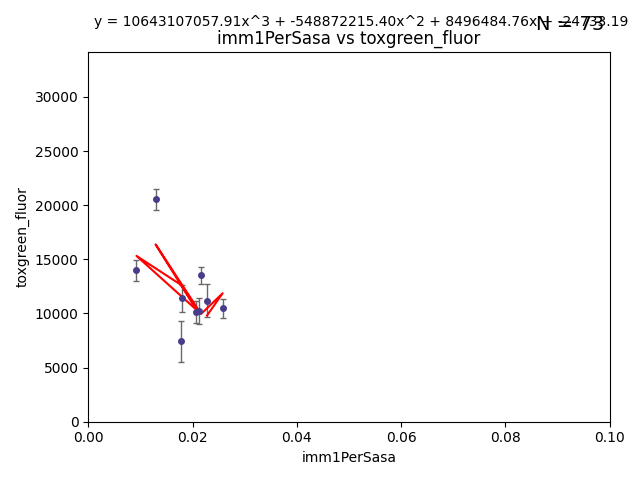 y = 10643107057.91x^3 + -548872215.40x^2 + 8496484.76x + -24733.19
N = 73
imm1PerSasa vs toxgreen_fluor
30000
25000
20000
15000
10000
5000
0
toxgreen_fluor
0.00 0.02 0.04 0.06 0.08 0.10
imm1PerSasa